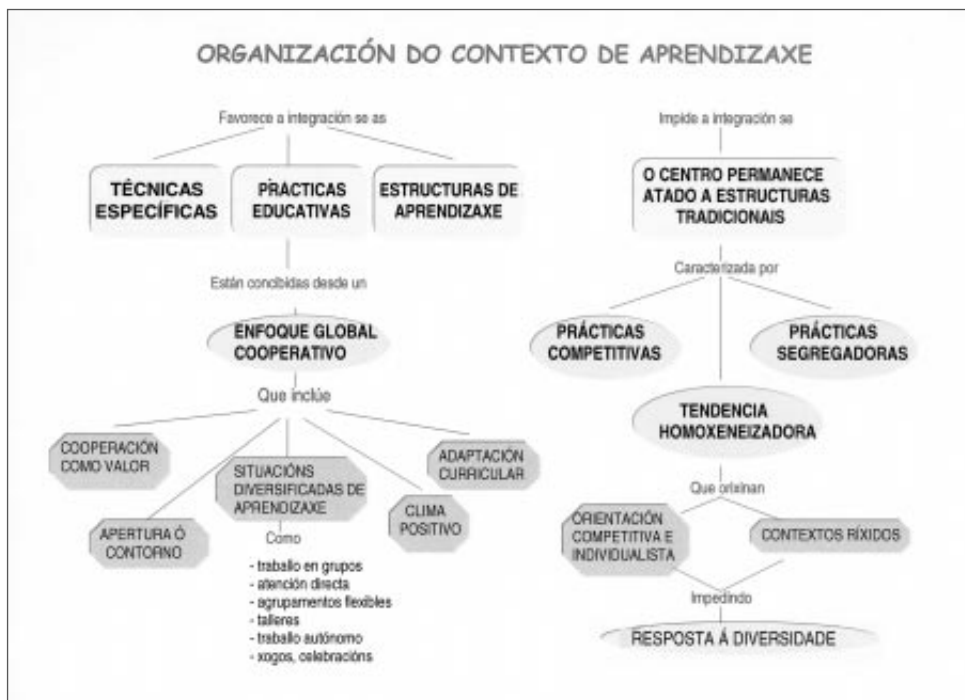 ORGANIZACIÓN DO CONTEXTO DE APRENDIZAXE
Favorece a integración se as
TÉCNICAS
ESPECÍFICAS
PRÁCTICAS
EDUCATIVAS
ESTRUCTURAS DE
APRENDIZAXE
Están concibidas desde un
ENFOQUE GLOBAL
COOPERATIVO
Que inclúe
COOPERACIÓN
COMO VALOR
APERTURA Ó
CONTORNO
SITUACIÓNS
DIVERSIFICADAS DE
APRENDIZAXE
CLIMA
POSITIVO
ADAPTACIÓN
CURRICULAR
Como
- traballo en grupos
- atención directa
- agrupamentos flexibles
- talleres
- traballo autónomo
- xogos, celebracións
Impide a integración se
O CENTRO PERMANECE
ATADO A ESTRUCTURAS
TRADICIONAIS
Caracterizada por
PRÁCTICAS
COMPETITIVAS
PRÁCTICAS
SEGREGADORAS
TENDENCIA
HOMOXENEIZADORA
Que orixinan
ORIENTACIÓN
COMPETITIVA E
INDIVIDUALISTA
CONTEXTOS RÍXIDOS
Impedindo
RESPOSTA Á DIVERSIDADE